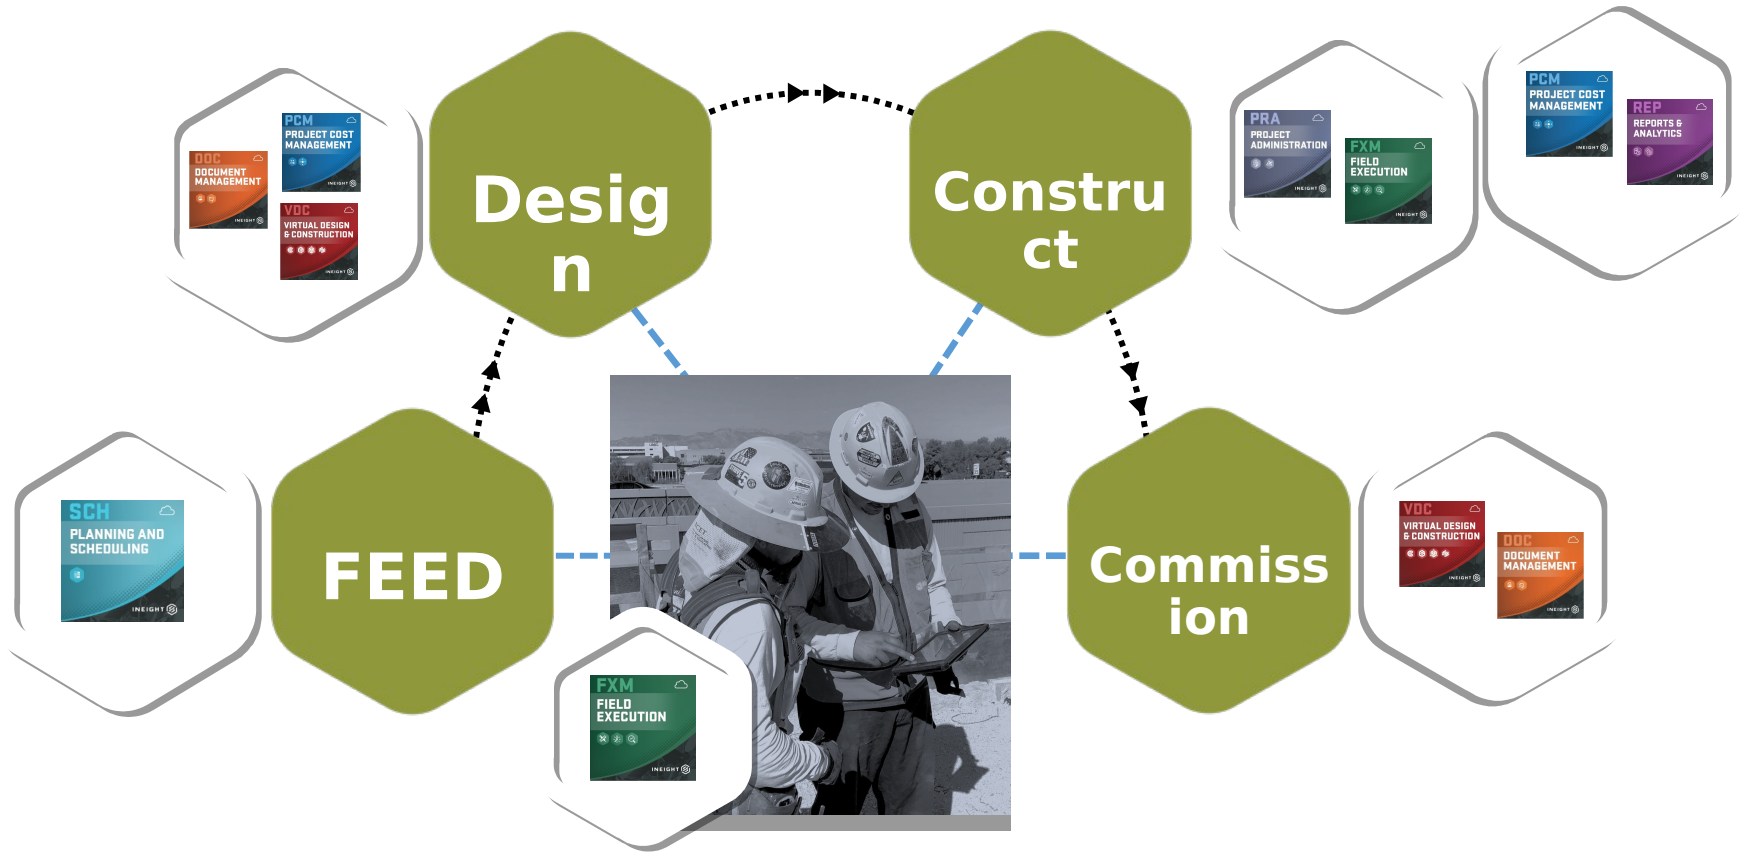 PCM
PROJECT COST
MANAGEMENT
INEIGHT
DOC
DOCUMENT
MANAGEMENT
INEIGHT
VDC
VIRTUAL DESIGN
& CONSTRUCTION
INEIGHT
Desig
n
Constru
ct
PRA
PROJECT
ADMINISTRATION
INEIGHT
FXM
FIELD
EXECUTION
INEIGHT
PCM
PROJECT COST
MANAGEMENT
INEIGHT
REP
REPORTS &
ANALYTICS
INEIGHT
SCH
PLANNING AND
SCHEDULING
INEIGHT
FEED
FXM
FIELD
EXECUTION
INEIGHT
Commiss
ion
VDC
VIRTUAL DESIGN
& CONSTRUCTION
INEIGHT
DOC
DOCUMENT
MANAGEMENT
INEIGHT